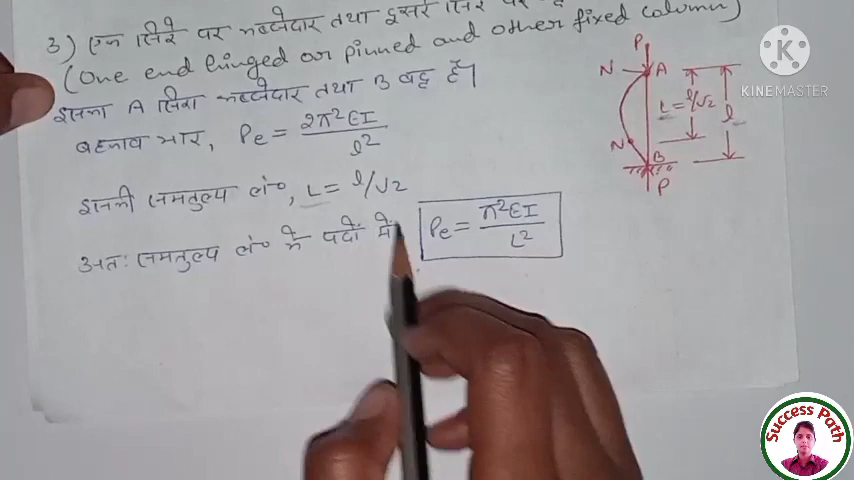 3) एक सिरे पर कब्जेदार तथा दूसरे सिरे पर
(One end hinged or pinned and other fixed column)
इसका A सिरा कब्जेदार तथा B बद्ध है।
बहकाव भार, Pe = 2π²EI / l²
इसकी समतुल्य लं०, L = l/√2
अतः समतुल्य लं० के पदों में Pe = π²EI / L²
P
N A
L = l/√2 l
N
B
P
K
KINEMASTER
Success Path